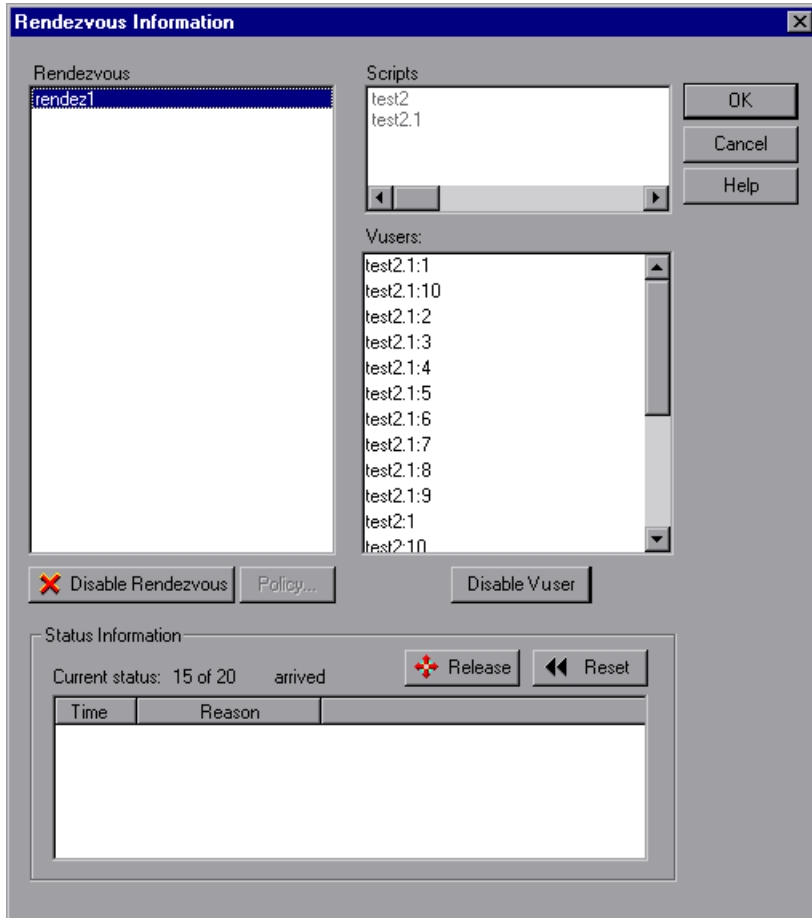 Rendezvous Information
Rendezvous
rendez1
Scripts
test2
test2.1
OK
Cancel
Help
Vusers:
test2.1:1
test2.1:10
test2.1:2
test2.1:3
test2.1:4
test2.1:5
test2.1:6
test2.1:7
test2.1:8
test2.1:9
test2:1
test2:10
Disable Rendezvous
Policy...
Disable Vuser
Status Information
Current status: 15 of 20 arrived
Release
Reset
Time Reason